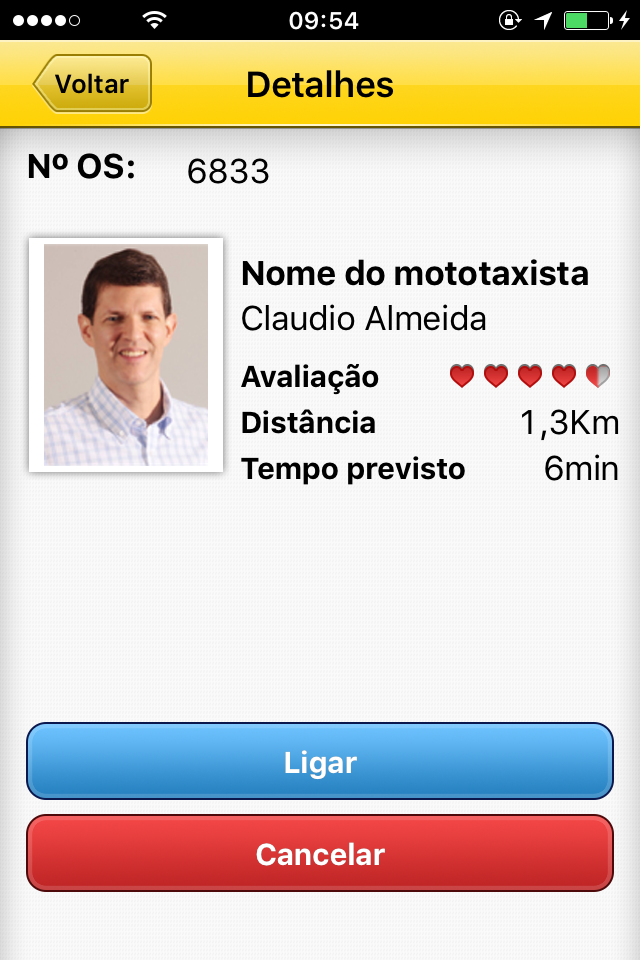 09:54
Voltar
Detalhes
Nº OS: 6833
Nome do mototaxista
Claudio Almeida
Avaliação
Distância 1,3Km
Tempo previsto 6min
Ligar
Cancelar